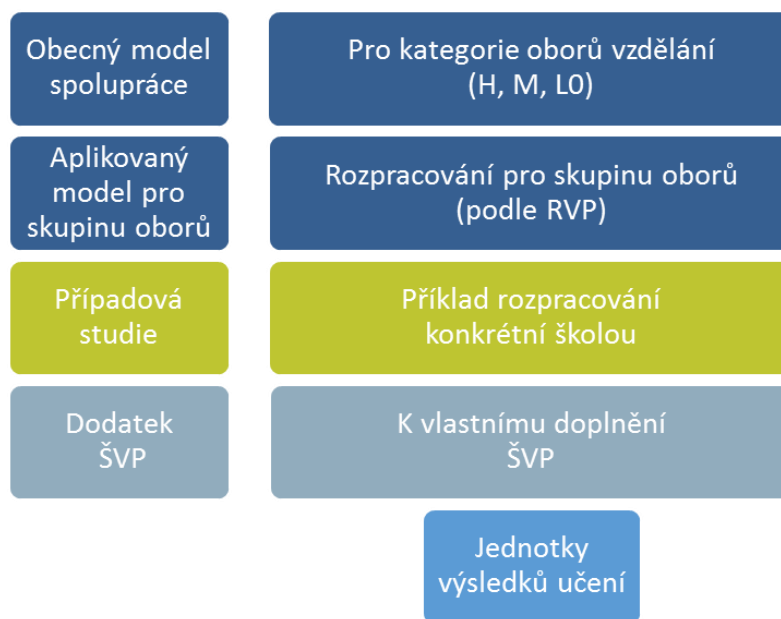 Obecný model
spolupráce
Pro kategorie oborů vzdělání
(H, M, L0)
Aplikovaný
model pro
skupinu oborů
Rozpracování pro skupinu oborů
(podle RVP)
Případová
studie
Příklad rozpracování
konkrétní školou
Dodatek
ŠVP
K vlastnímu doplnění
ŠVP
Jednotky
výsledků učení